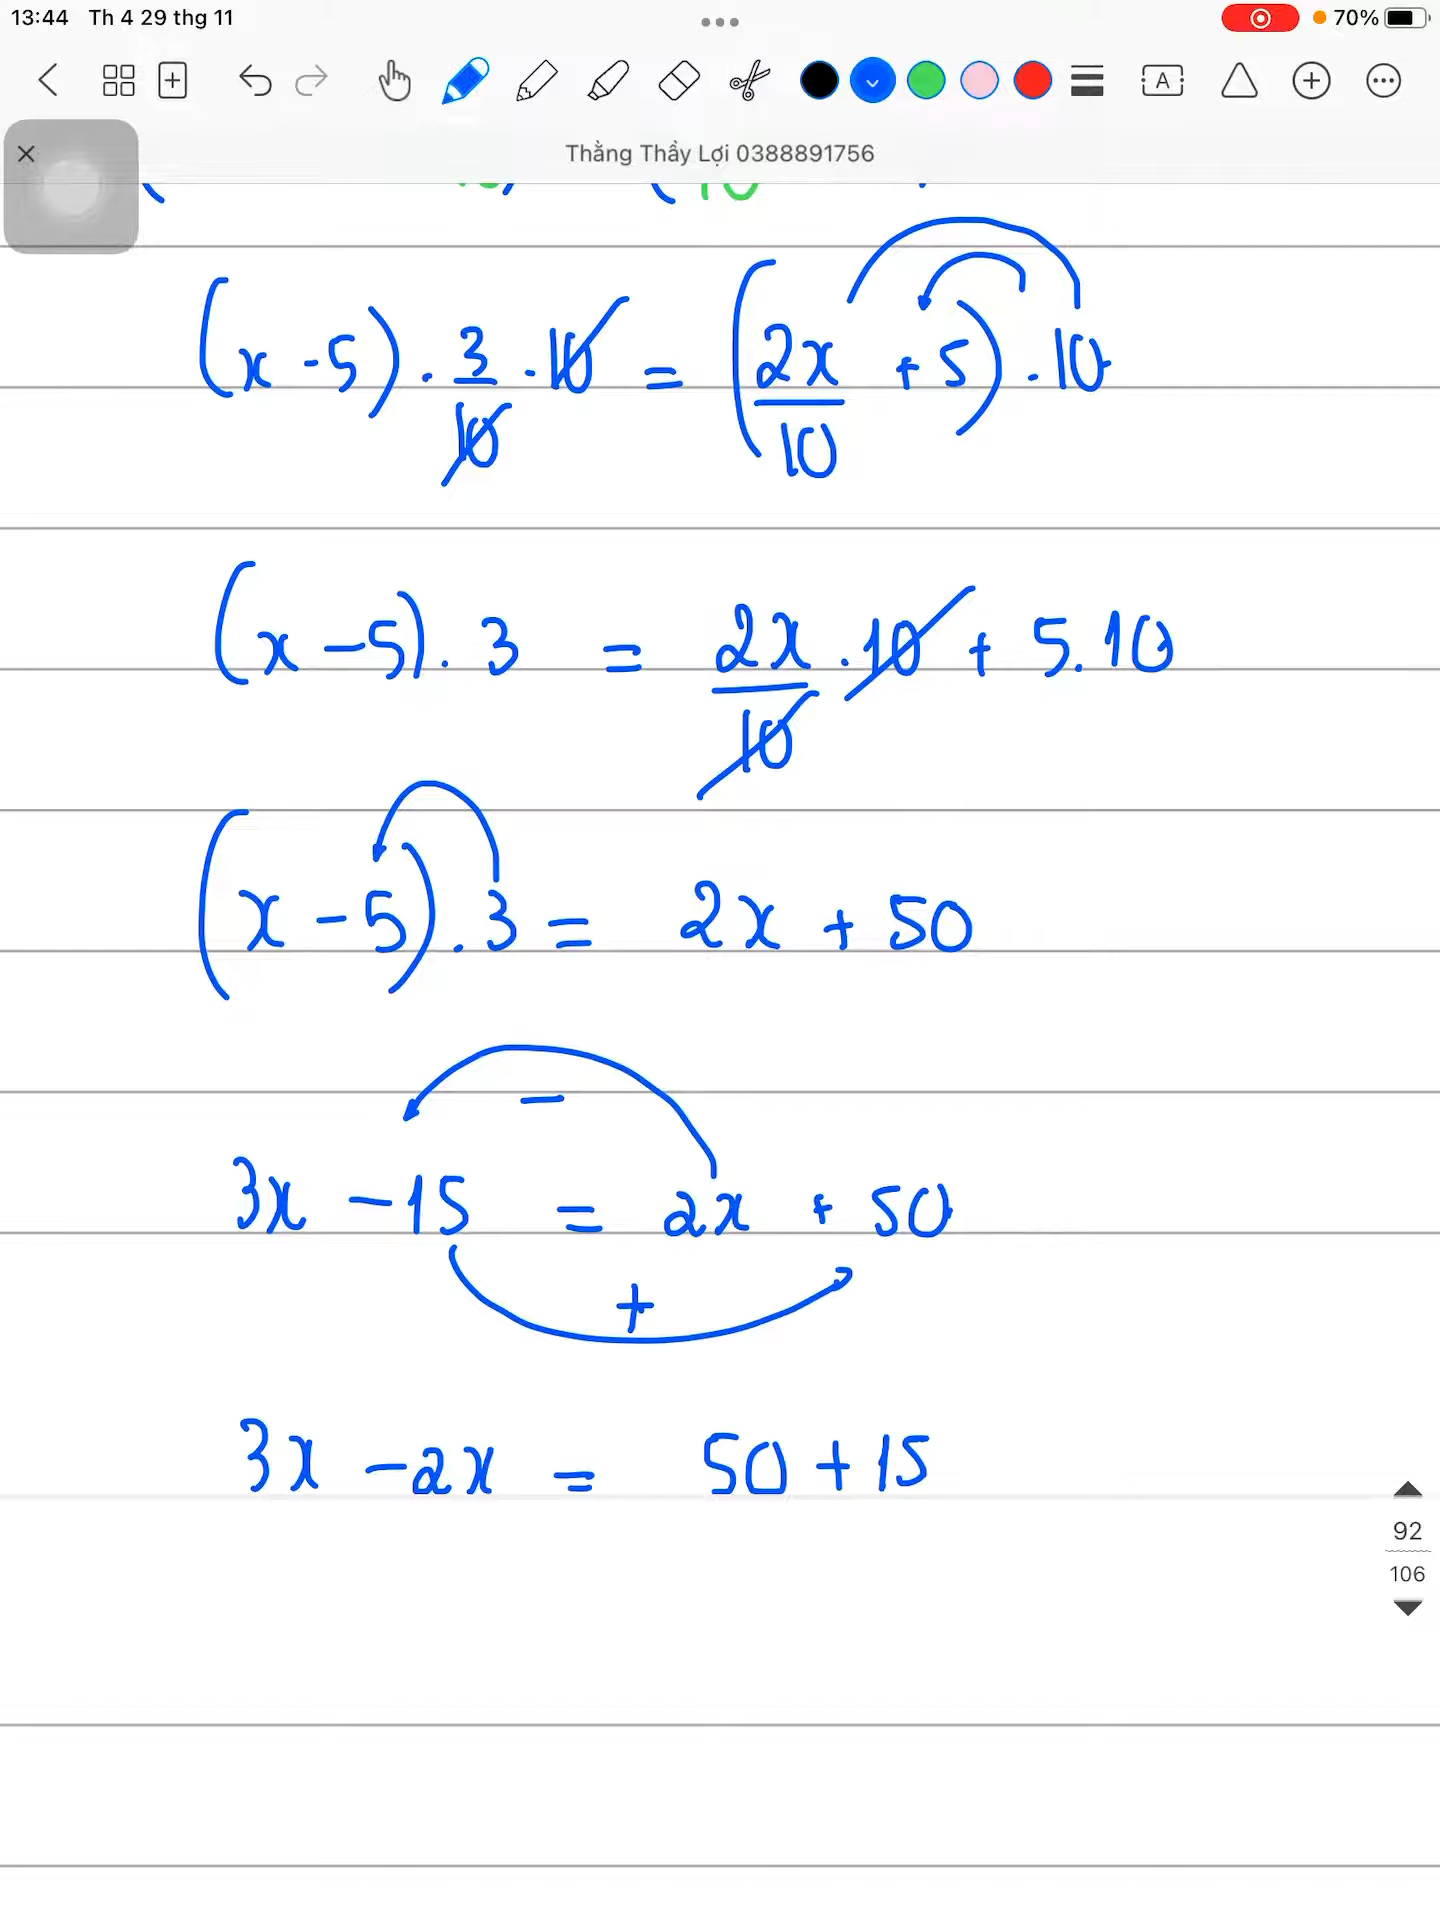 13:44 Th 4 29 thg 11 70%
A
Thằng Thầy Lợi 0388891756
(x - 5) . 3/10 . 10 = (2x/10 + 5) . 10
(x - 5) . 3 = 2x/10 . 10 + 5.10
(x - 5) . 3 = 2x + 50
-
3x - 15 = 2x + 50
+
3x - 2x = 50 + 15
92
106